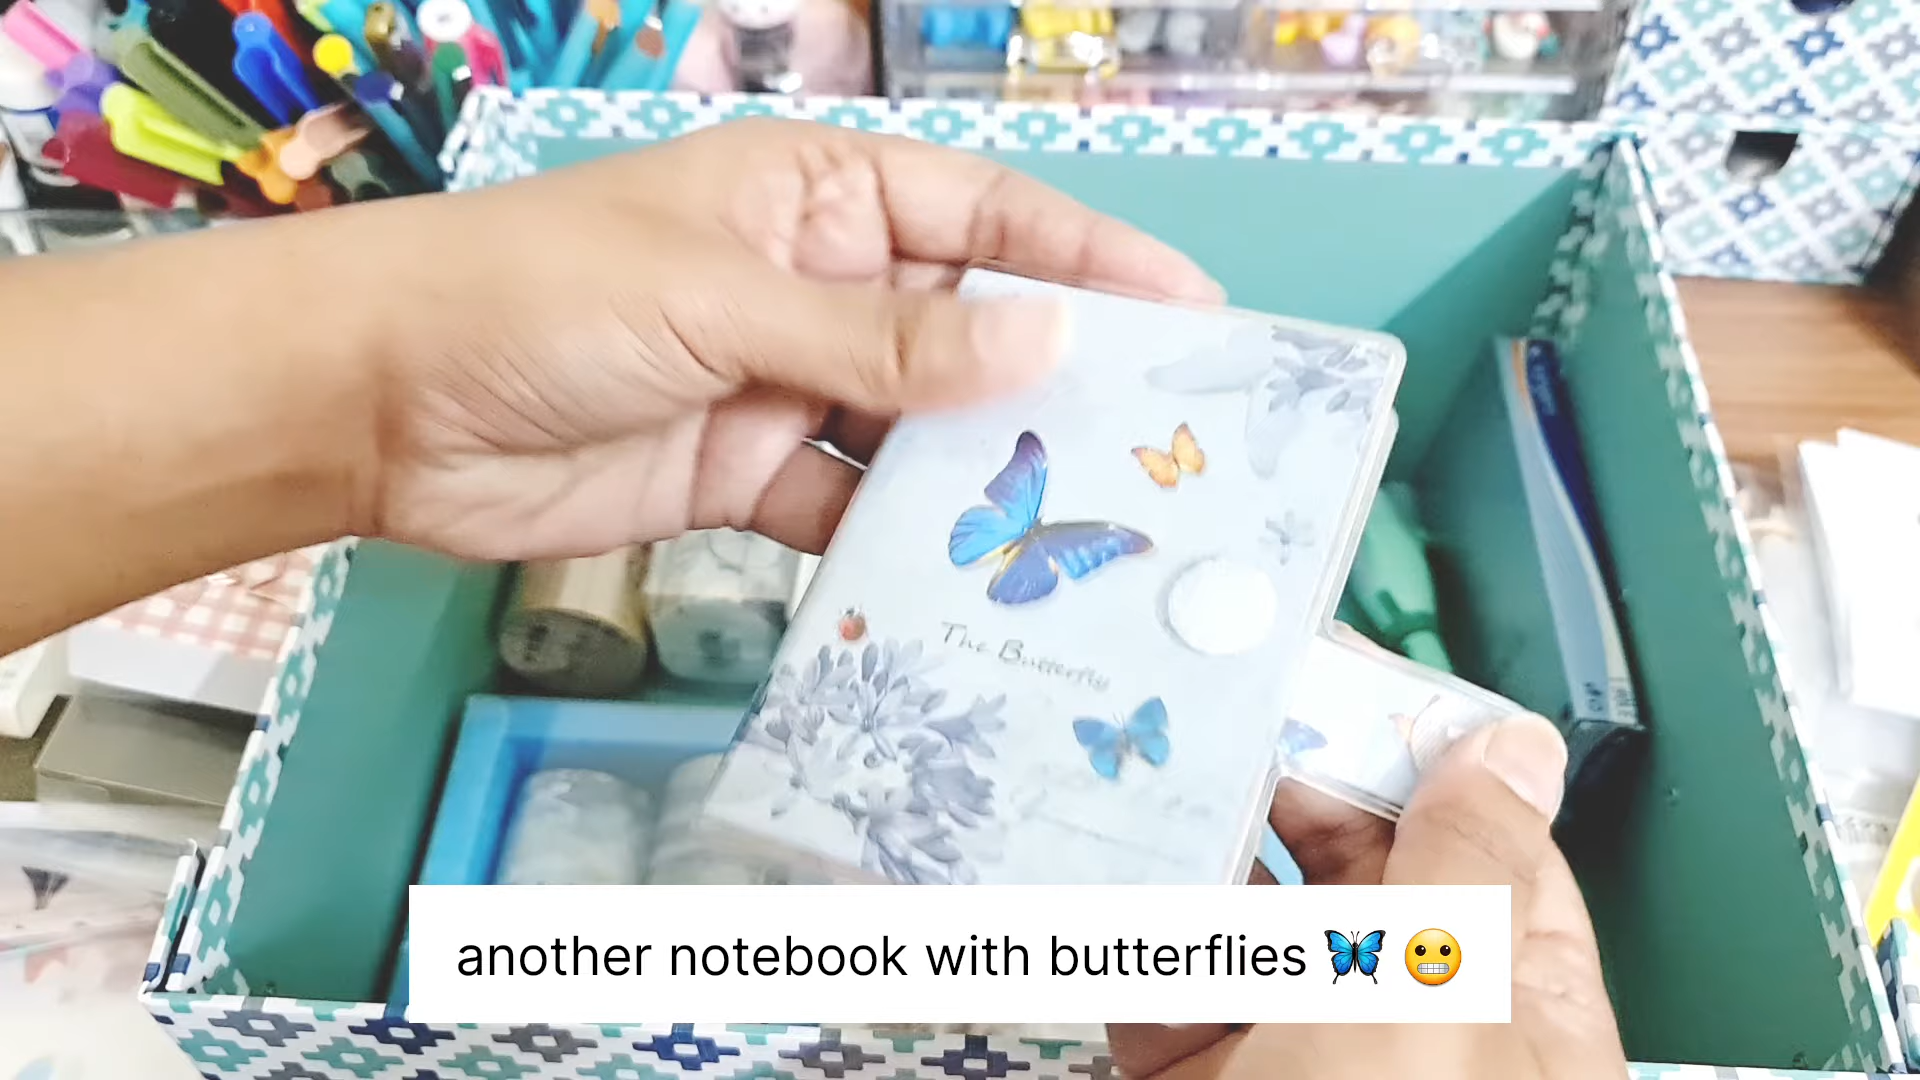 The Butterfly
another notebook with butterflies 🦋 😬